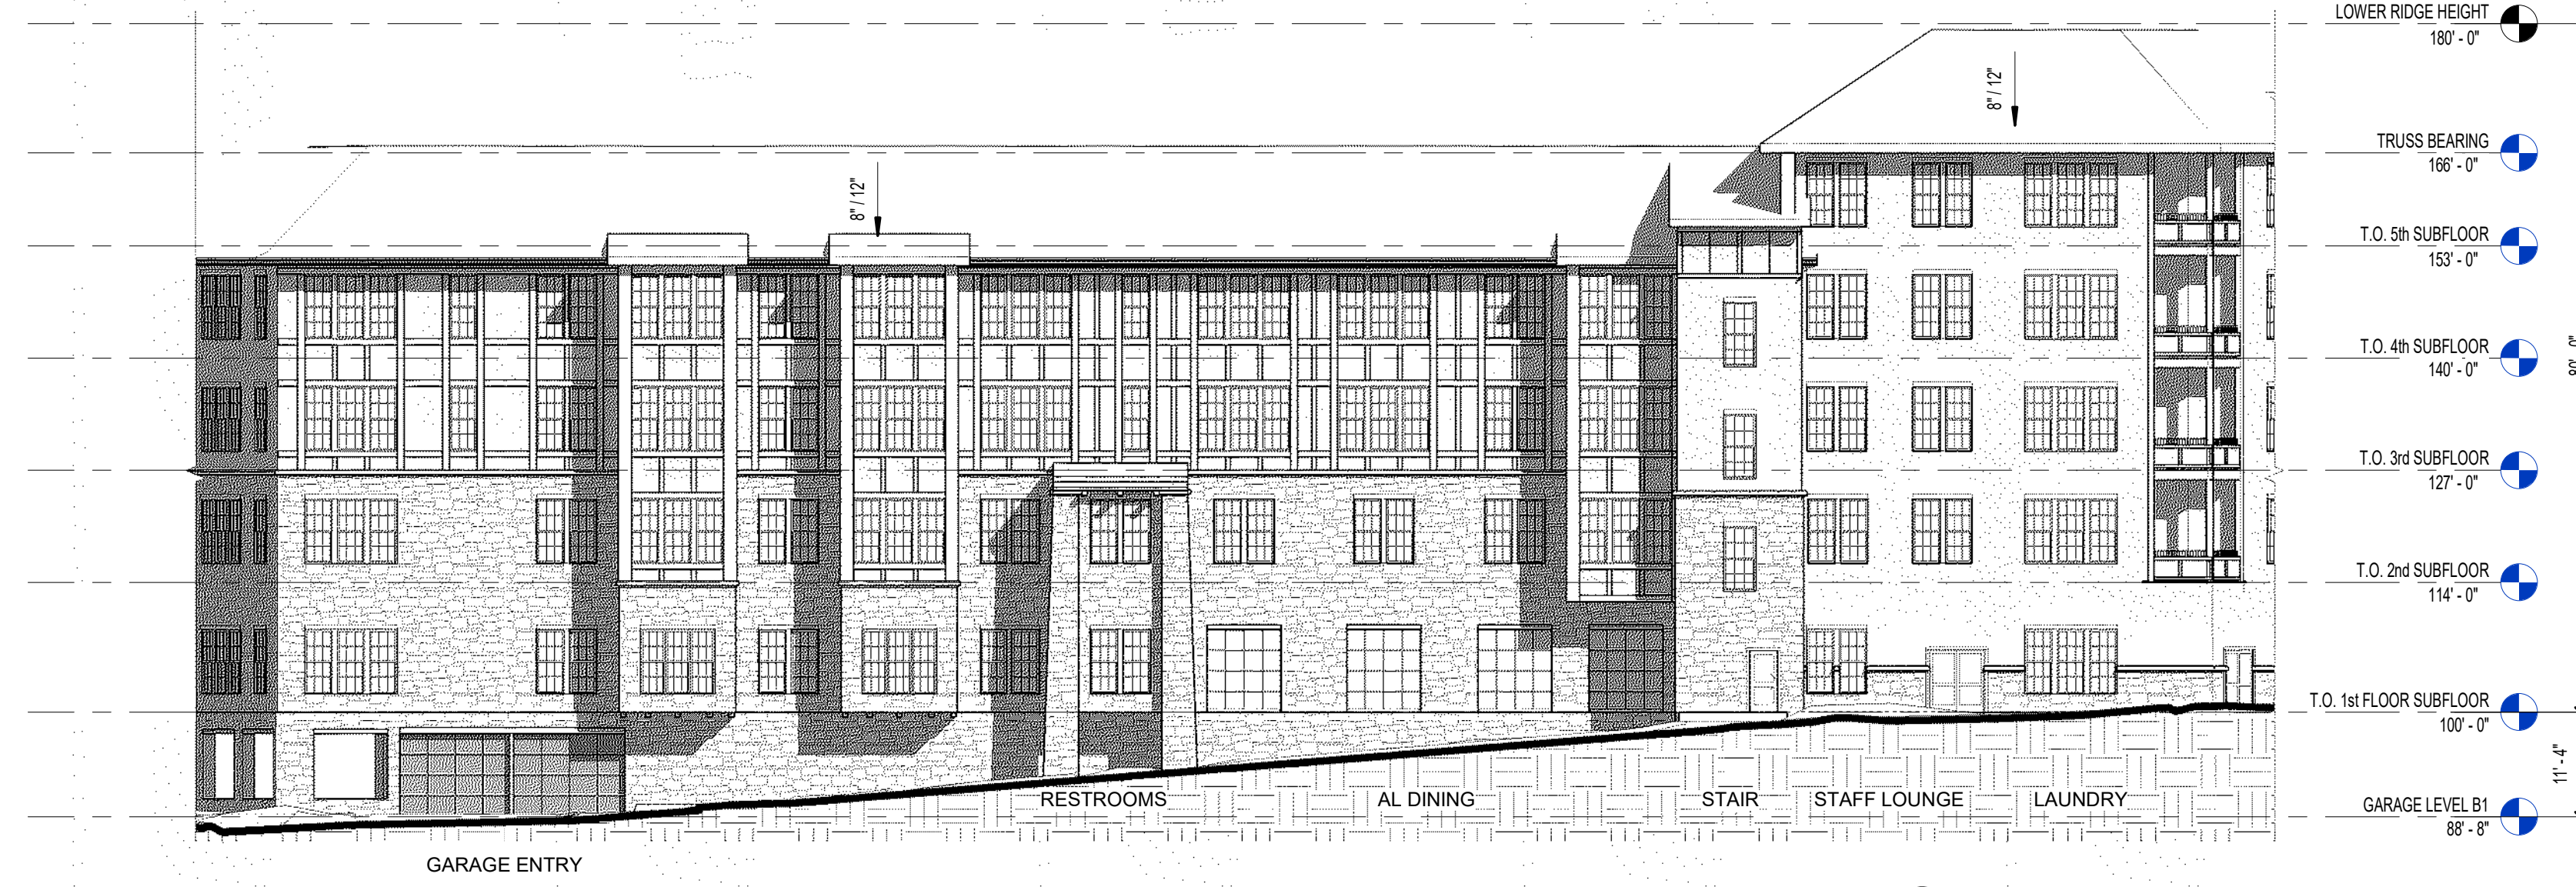 LOWER RIDGE HEIGHT
180' - 0"
8" / 12"
TRUSS BEARING
166' - 0"
8" / 12"
T.O. 5th SUBFLOOR
153' - 0"
T.O. 4th SUBFLOOR
140' - 0"
80' - 0"
T.O. 3rd SUBFLOOR
127' - 0"
T.O. 2nd SUBFLOOR
114' - 0"
T.O. 1st FLOOR SUBFLOOR
100' - 0"
11' - 4"
RESTROOMS
AL DINING
STAIR
STAFF LOUNGE
LAUNDRY
GARAGE LEVEL B1
88' - 8"
GARAGE ENTRY